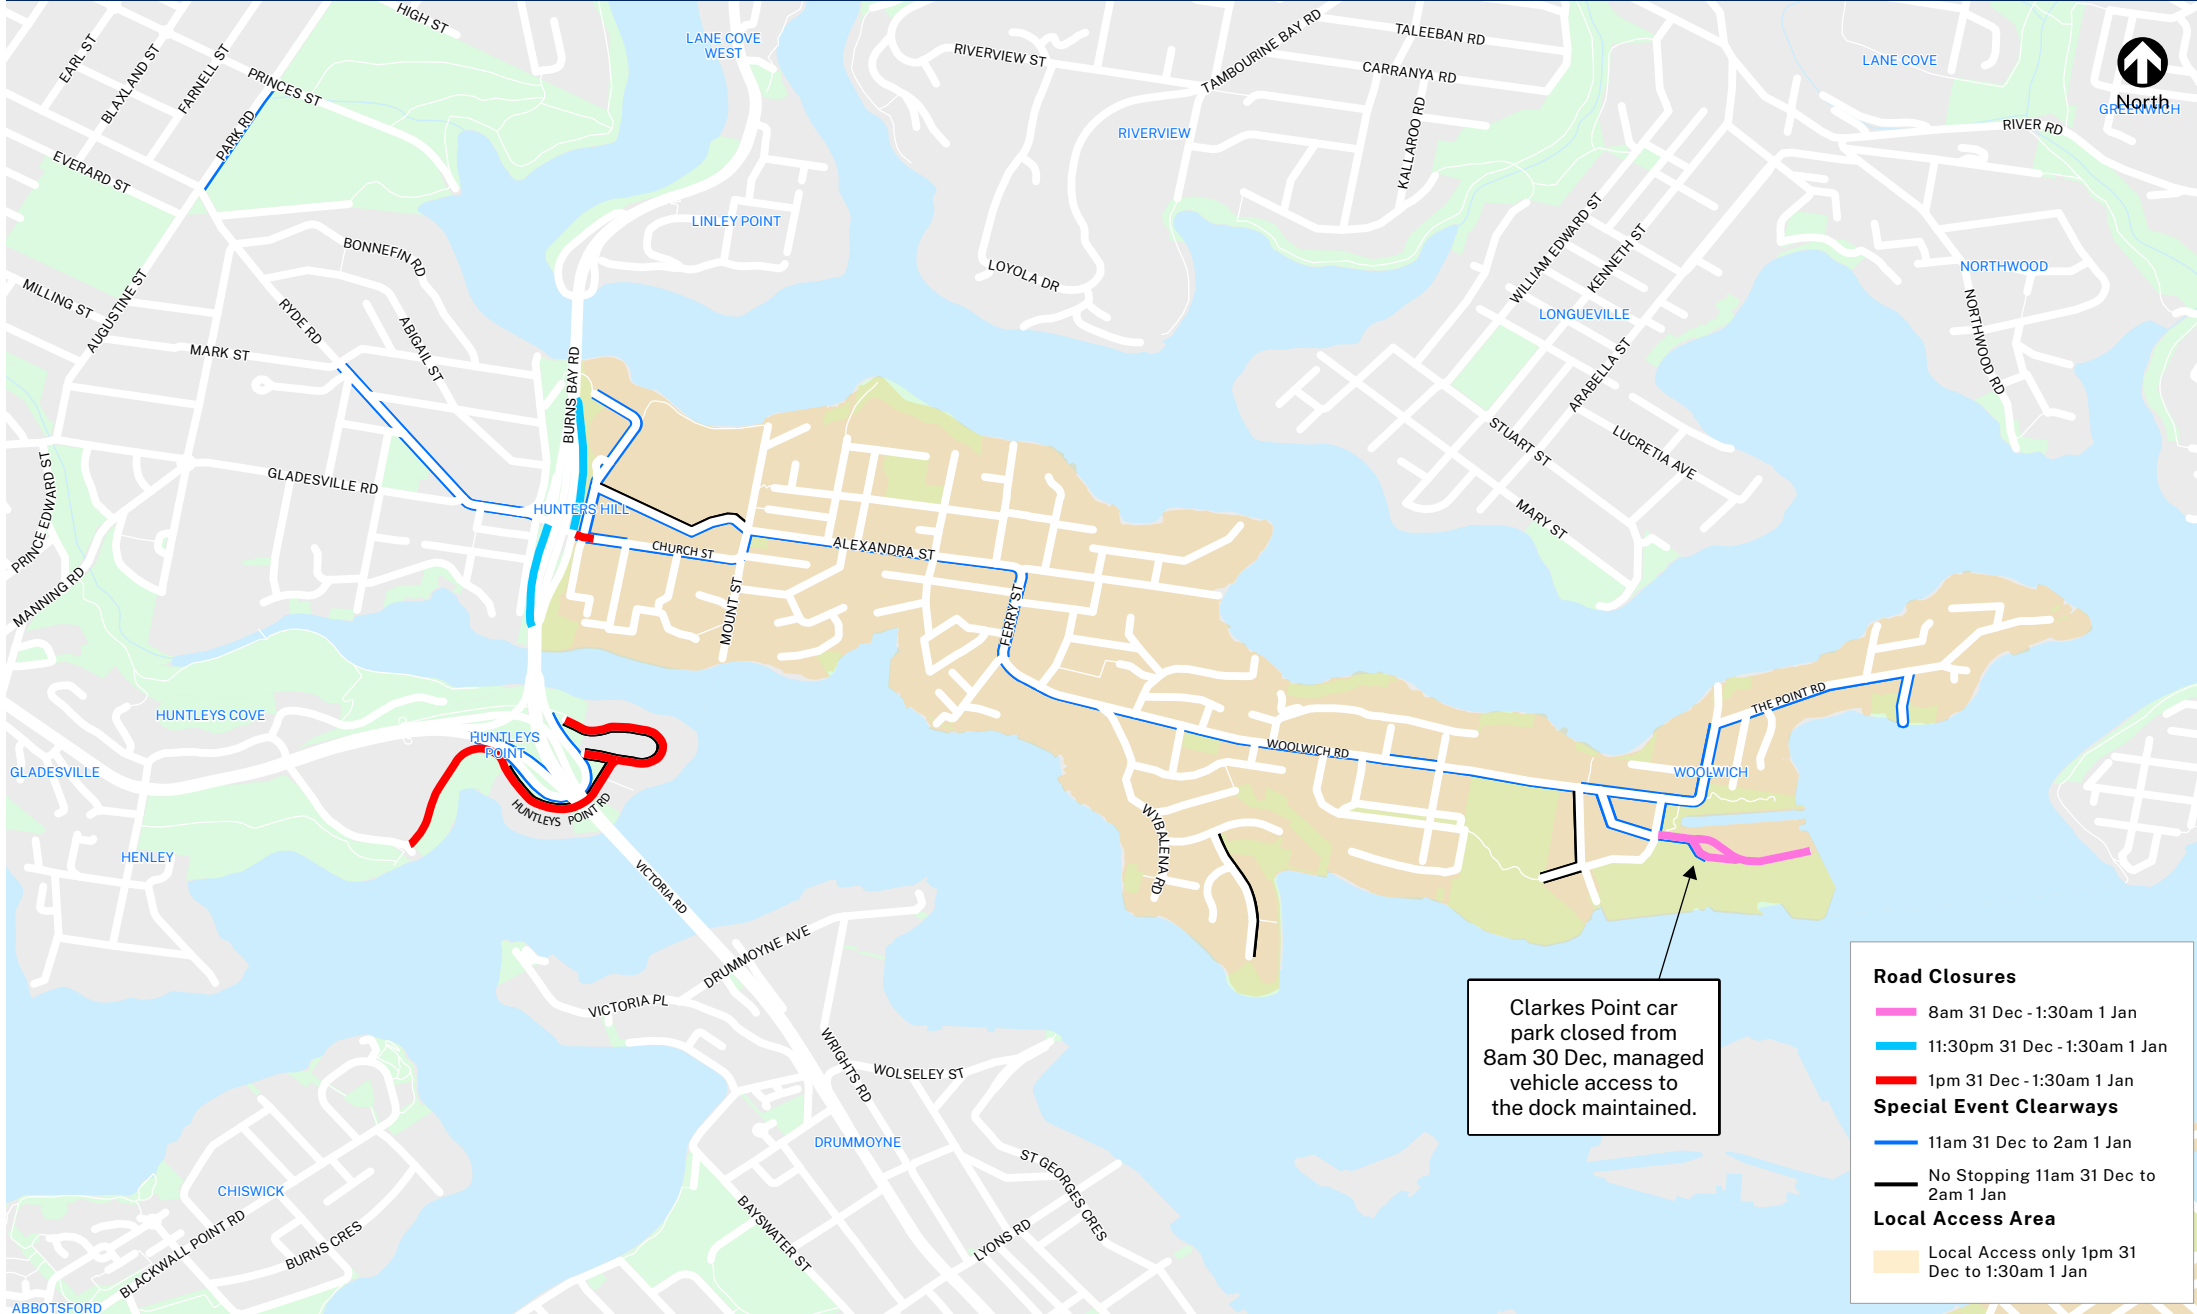 HIGH ST
EARL ST
BLAXLAND ST
FARNELL ST
PRINCES ST
PARK RD
EVERARD ST
LANE COVE
WEST
RIVERVIEW ST
TAMBOURINE BAY RD
TALEEBAN RD
CARRANYA RD
KALLAROO RD
RIVERVIEW
LANE COVE
North
GREENWICH
RIVER RD
LINLEY POINT
BONNEFIN RD
MILLING ST
AUGUSTINE ST
RYDE RD
ABIGAIL ST
MARK ST
LOYOLA DR
WILLIAM EDWARD ST
KENNETH ST
NORTHWOOD
NORTHWOOD RD
LONGUEVILLE
ARABELLA ST
STUART ST
LUCRETIA AVE
MARY ST
BURNS BAY RD
PRINCE EDWARD ST
GLADESVILLE RD
HUNTERS HILL
MANNING RD
CHURCH ST
ALEXANDRA ST
MOUNT ST
FERRY ST
HUNTLEYS COVE
HUNTLEYS
POINT
GLADESVILLE
HUNTLEYS POINT RD
HENLEY
VICTORIA RD
THE POINT RD
WOOLWICH RD
WOOLWICH
WYBALENA RD
DRUMMOYNE AVE
VICTORIA PL
WRIGHTS RD
WOLSELEY ST
DRUMMOYNE
ST GEORGES CRES
CHISWICK
BLACKWALL POINT RD
BURNS CRES
BAYSWATER ST
LYONS RD
ABBOTSFORD
Clarkes Point car
park closed from
8am 30 Dec, managed
vehicle access to
the dock maintained.
Road Closures
8am 31 Dec - 1:30am 1 Jan
11:30pm 31 Dec - 1:30am 1 Jan
1pm 31 Dec - 1:30am 1 Jan
Special Event Clearways
11am 31 Dec to 2am 1 Jan
No Stopping 11am 31 Dec to
2am 1 Jan
Local Access Area
Local Access only 1pm 31
Dec to 1:30am 1 Jan